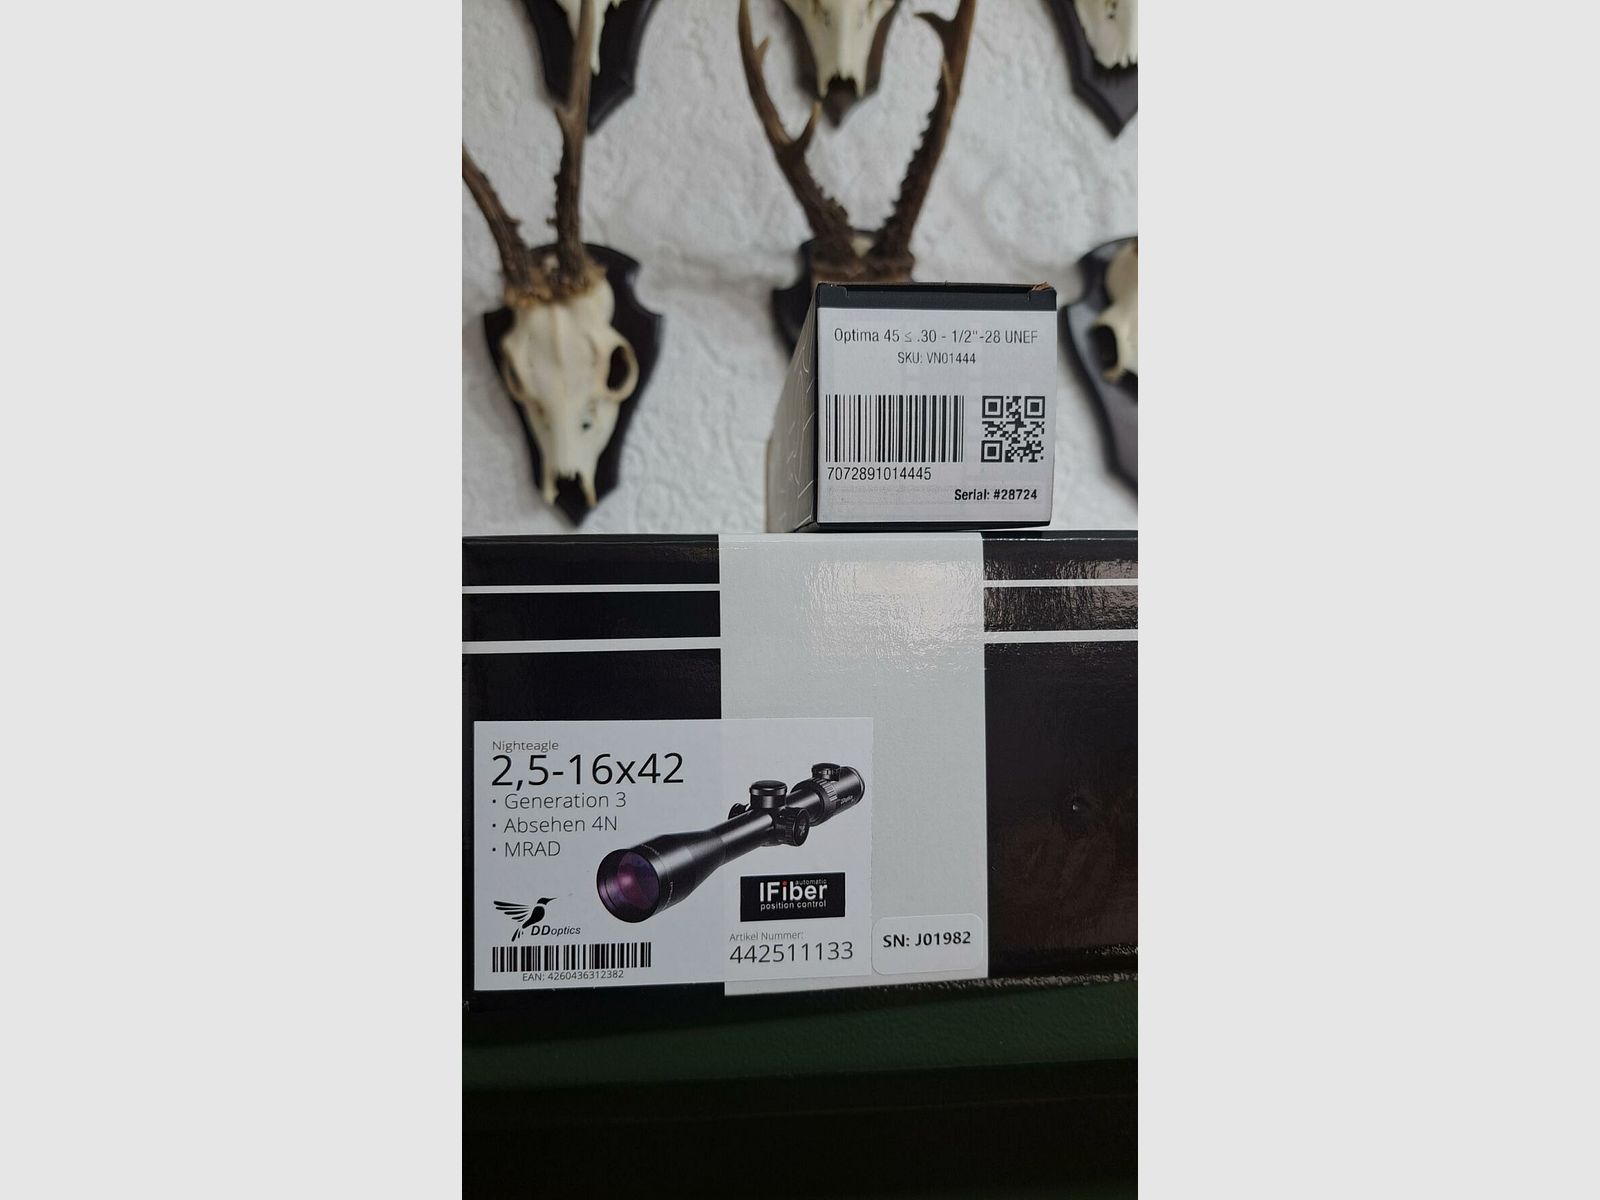 Optima 45 ≤ .30 - 1/2"-28 UNEF
SKU: VN01444
7072891014445
Serial: #28724
Nighteagle
2,5-16x42
• Generation 3
• Absehen 4N
• MRAD
automatic
IFiber
position control
DDoptics
EAN: 4260436312382
Artikel Nummer:
442511133
SN: J01982